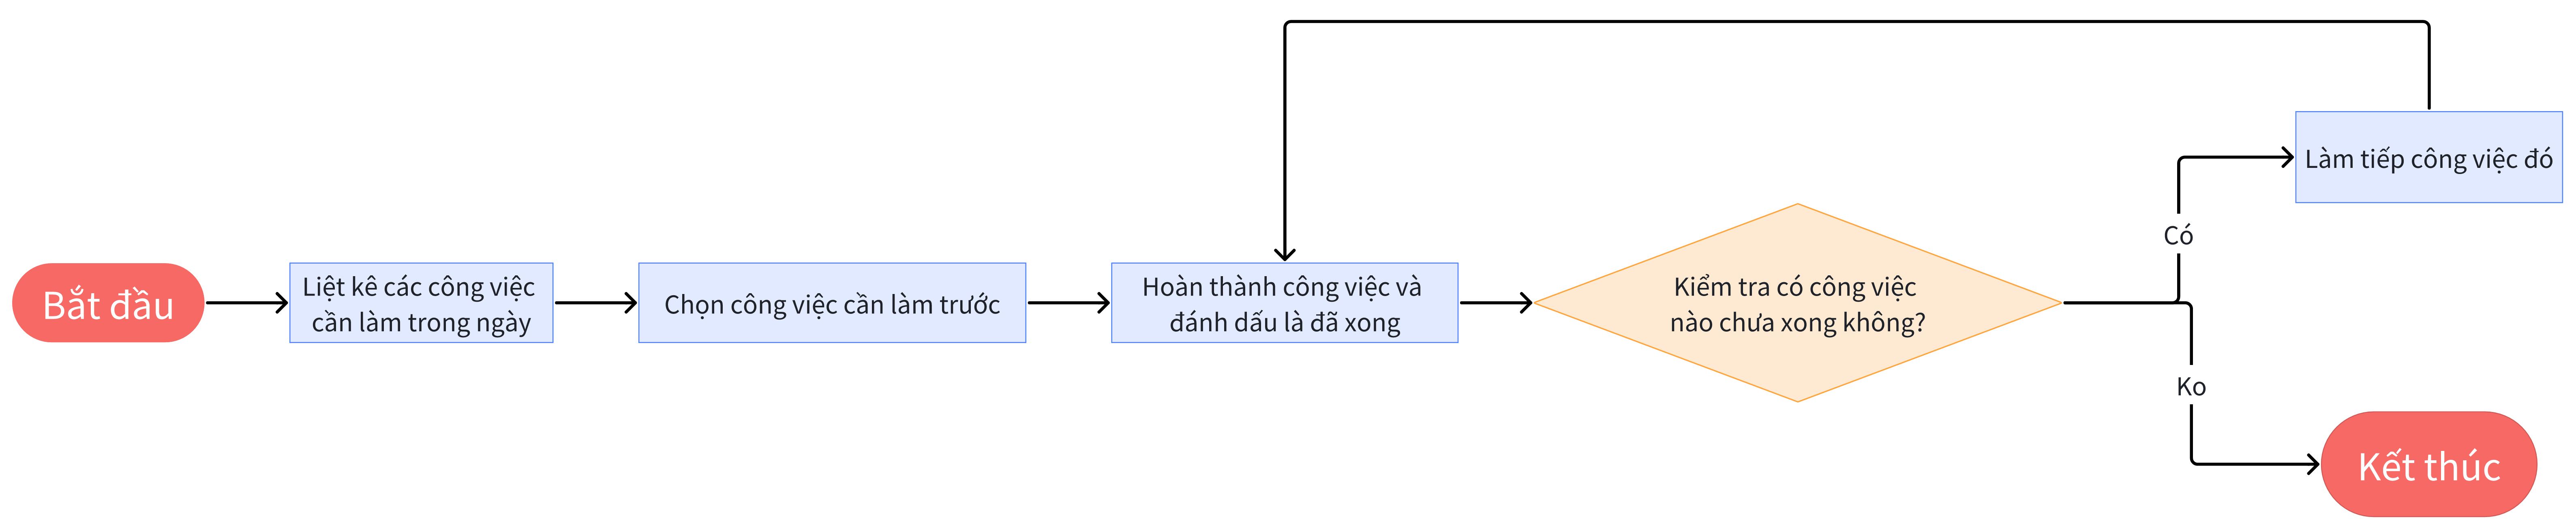 Bắt đầu
Liệt kê các công việc
cần làm trong ngày
Chọn công việc cần làm trước
Hoàn thành công việc và
đánh dấu là đã xong
Kiểm tra có công việc
nào chưa xong không?
Có
Làm tiếp công việc đó
Ko
Kết thúc